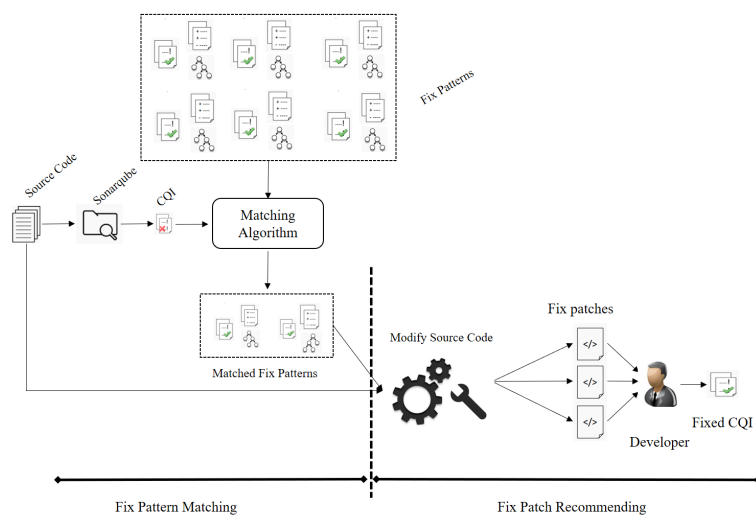 Fix Patterns
Source Code
Sonarqube
CQI
Matching
Algorithm
Matched Fix Patterns
Modify Source Code
Fix patches
</>
</>
</>
Developer
Fixed CQI
Fix Pattern Matching
Fix Patch Recommending